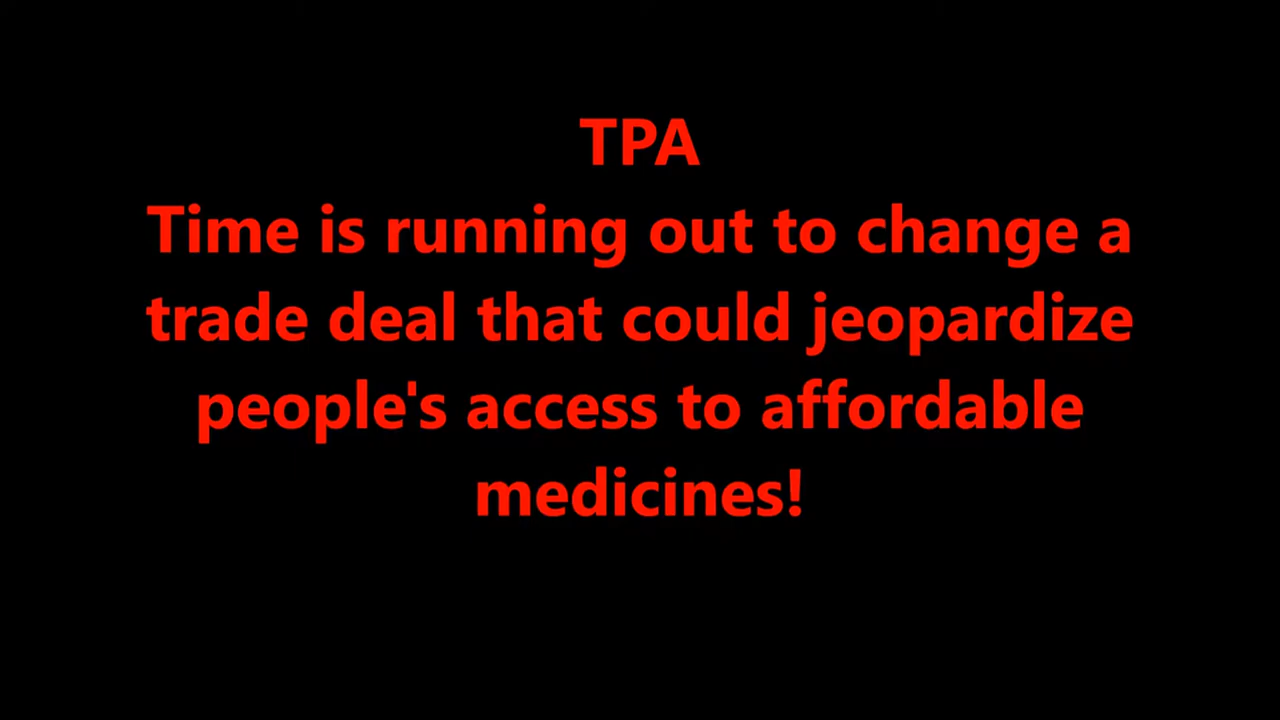 TPA
Time is running out to change a
trade deal that could jeopardize
people's access to affordable
medicines!